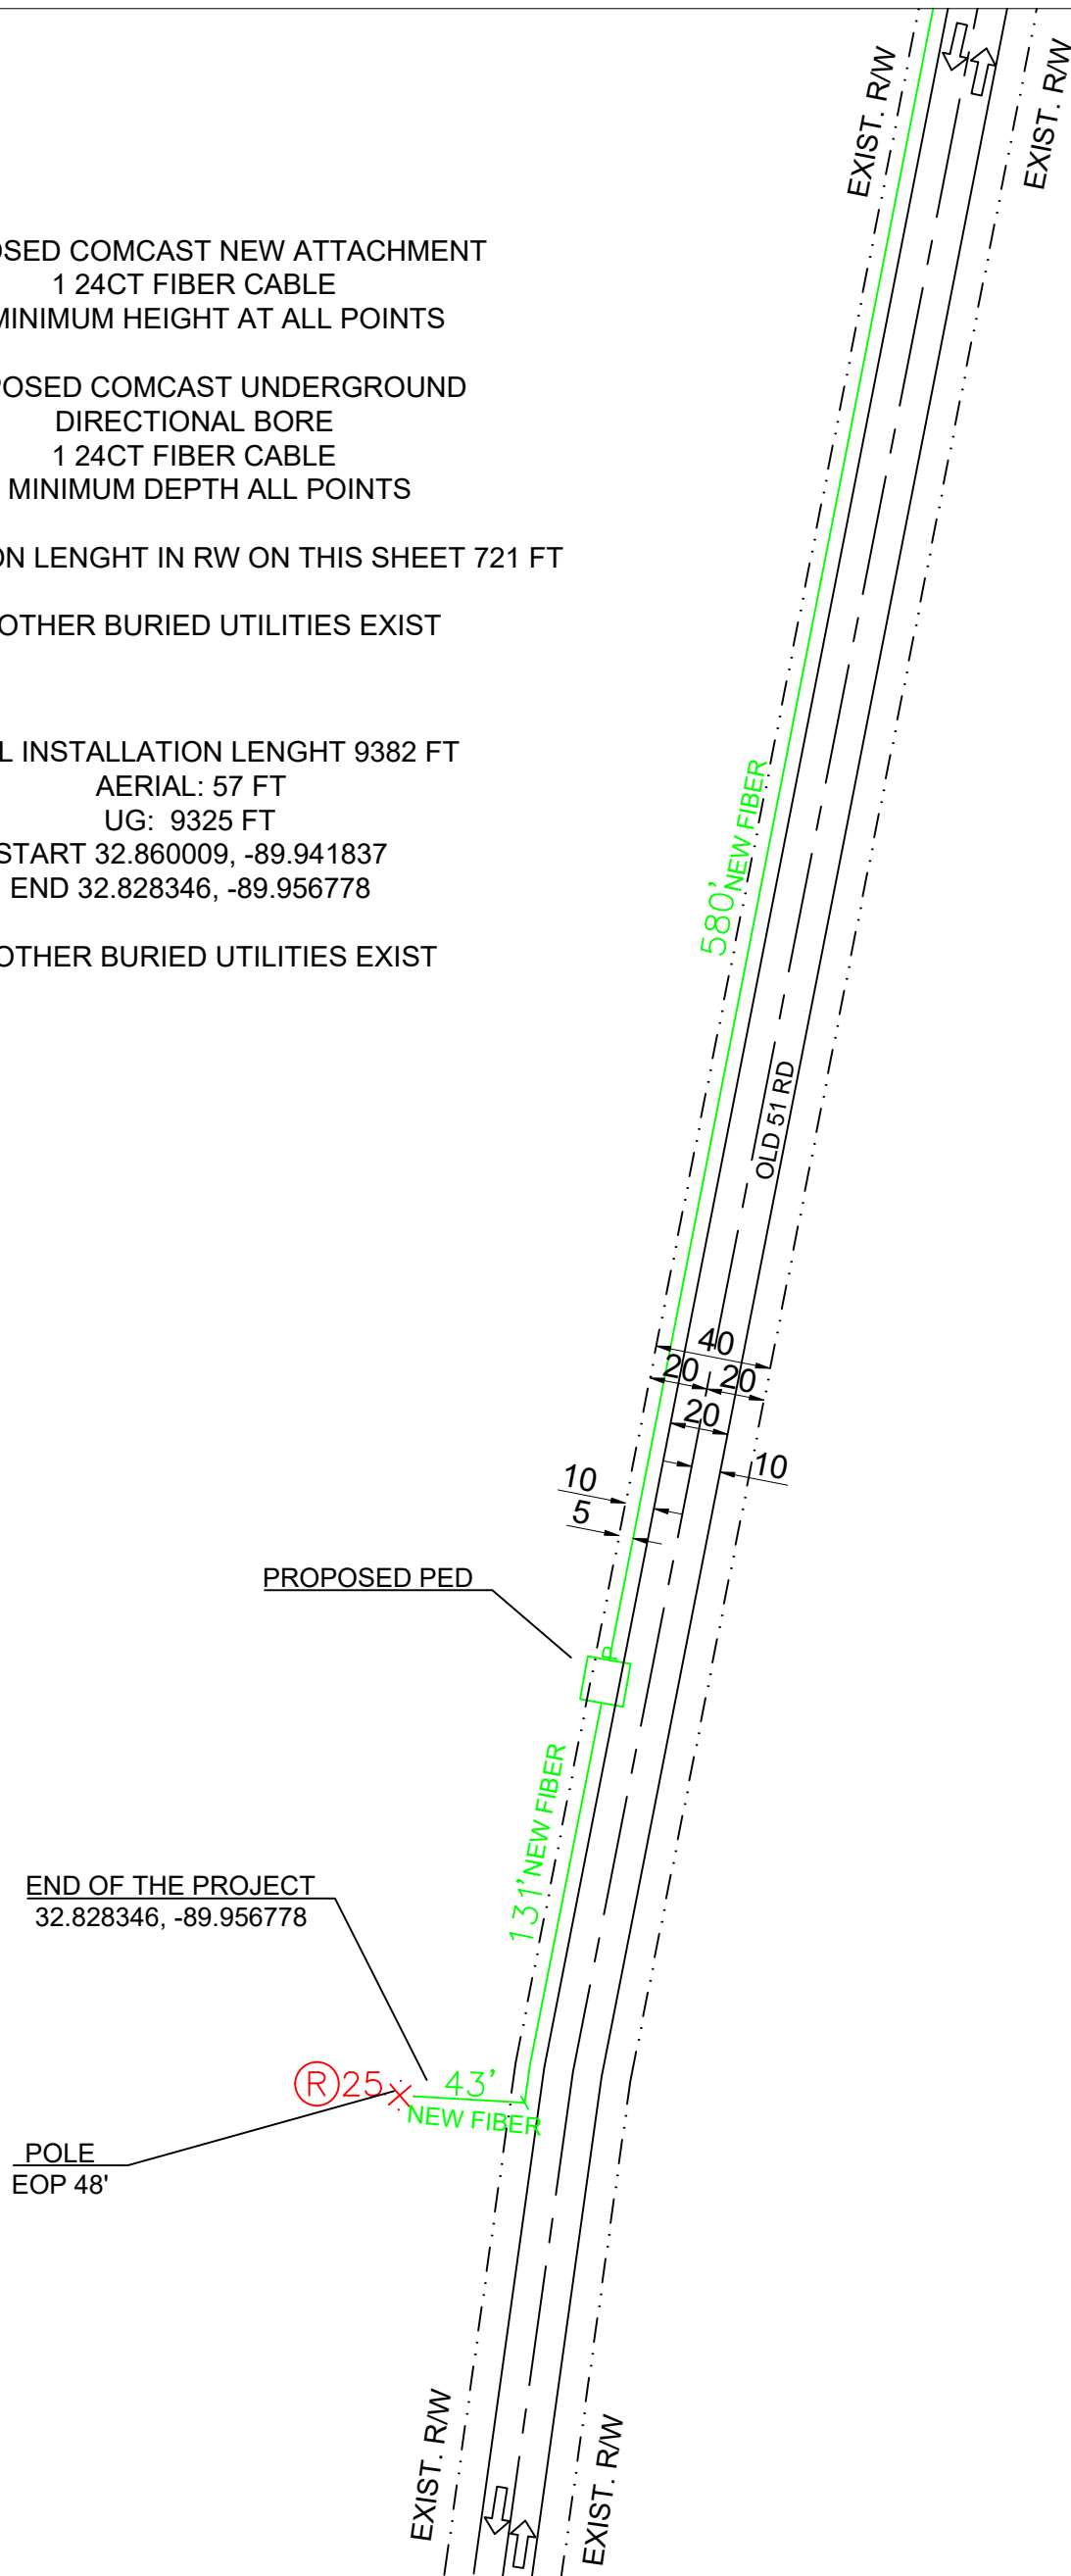 EXIST. R/W
EXIST. R/W
OSED COMCAST NEW ATTACHMENT
1 24CT FIBER CABLE
MINIMUM HEIGHT AT ALL POINTS
POSED COMCAST UNDERGROUND
DIRECTIONAL BORE
1 24CT FIBER CABLE
MINIMUM DEPTH ALL POINTS
ON LENGHT IN RW ON THIS SHEET 721 FT
OTHER BURIED UTILITIES EXIST
L INSTALLATION LENGHT 9382 FT
AERIAL: 57 FT
UG: 9325 FT
START 32.860009, -89.941837
END 32.828346, -89.956778
OTHER BURIED UTILITIES EXIST
580' NEW FIBER
OLD 51 RD
40
20 20
20
10
10
5
PROPOSED PED
P
131' NEW FIBER
END OF THE PROJECT
32.828346, -89.956778
R 25
43'
NEW FIBER
POLE
EOP 48'
EXIST. R/W
EXIST. R/W